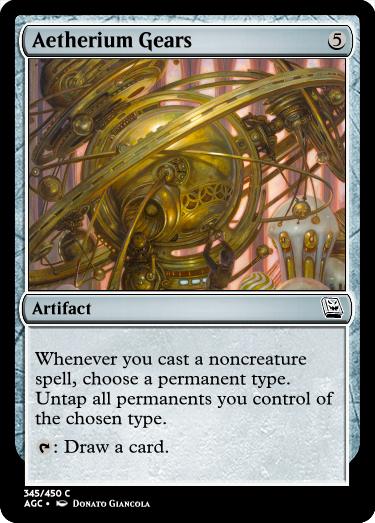 Aetherium Gears 5
Artifact
Whenever you cast a noncreature
spell, choose a permanent type.
Untap all permanents you control of
the chosen type.
: Draw a card.
345/450 C
AGC • Donato Giancola